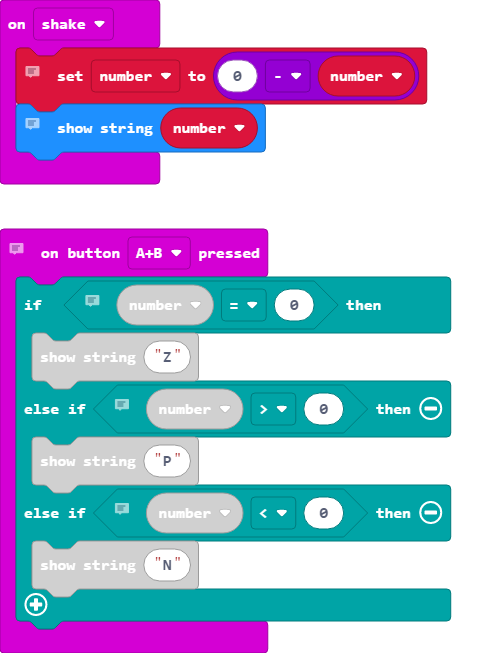 on shake
set number to 0 - number
show string number
on button A+B pressed
if number = 0 then
show string "Z"
else if number > 0 then
show string "P"
else if number < 0 then
show string "N"